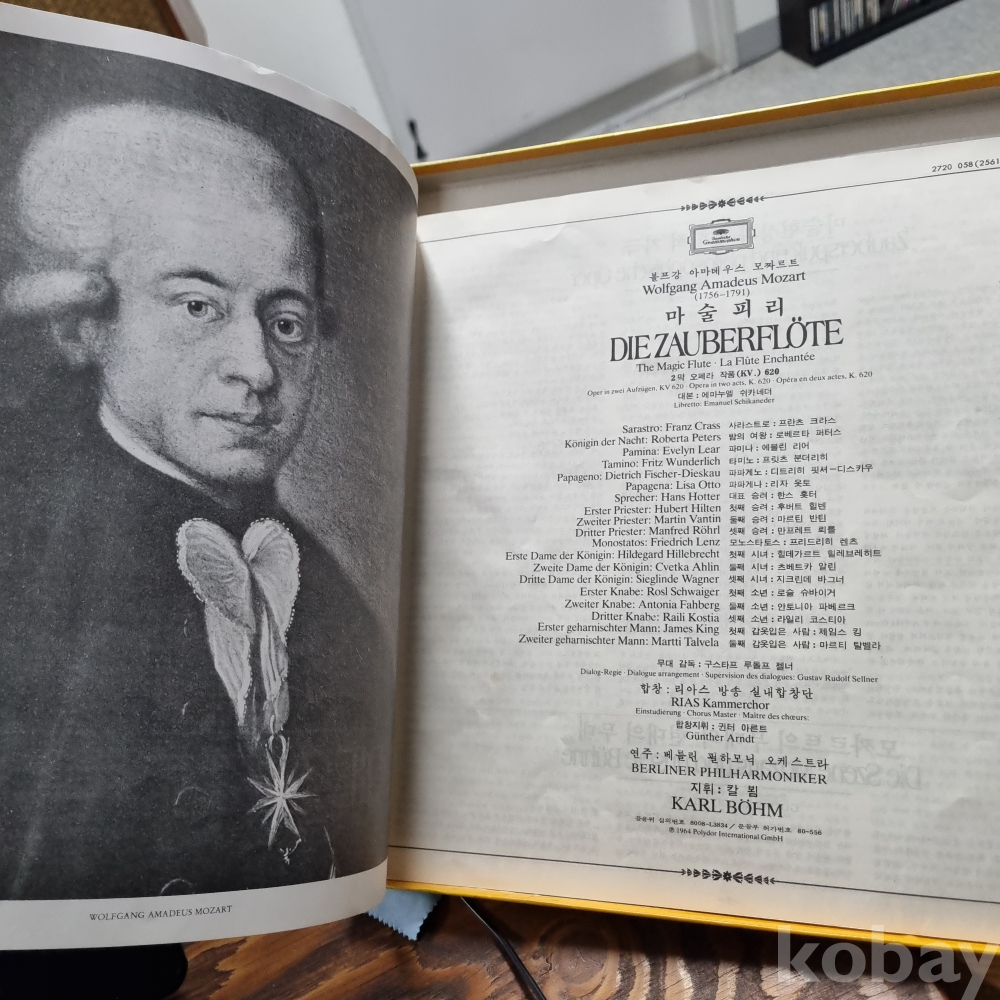 WOLFGANG AMADEUS MOZART
2720 058 (2561
Deutsche
Grammophon
볼프강 아마데우스 모짜르트
Wolfgang Amadeus Mozart
(1756–1791)
마 술 피 리
DIE ZAUBERFLÖTE
The Magic Flute · La Flûte Enchantée
2막 오페라 작품(KV.) 620
Oper in zwei Aufzügen, KV 620 · Opera in two acts, K. 620 · Opéra en deux actes, K. 620
대본 : 에마누엘 쉬카네더
Libretto: Emanuel Schikaneder
Sarastro: Franz Crass 사라스트로 : 프란츠 크라스
Königin der Nacht: Roberta Peters 밤의 여왕 : 로베르타 퍼터스
Pamina: Evelyn Lear 파미나 : 에블린 리어
Tamino: Fritz Wunderlich 타미노 : 프릿츠 분더리히
Papageno: Dietrich Fischer-Dieskau 파파게노 : 디트리히 핏셔-디스카우
Papagena: Lisa Otto 파파게나 : 리자 옷토
Sprecher: Hans Hotter 대표 승려 : 한스 홋터
Erster Priester: Hubert Hilten 첫째 승려 : 후버트 힐텐
Zweiter Priester: Martin Vantin 둘째 승려 : 마르틴 반틴
Dritter Priester: Manfred Röhrl 셋째 승려 : 만프레트 뢰를
Monostatos: Friedrich Lenz 모노스타토스 : 프리드리히 렌츠
Erste Dame der Königin: Hildegard Hillebrecht 첫째 시녀 : 힐데가르트 힐레브레히트
Zweite Dame der Königin: Cvetka Ahlin 둘째 시녀 : 츠베트카 알린
Dritte Dame der Königin: Sieglinde Wagner 셋째 시녀 : 지크린데 바그너
Erster Knabe: Rosl Schwaiger 첫째 소년 : 로슬 슈바이거
Zweiter Knabe: Antonia Fahberg 둘째 소년 : 안토니아 파베르크
Dritter Knabe: Raili Kostia 셋째 소년 : 라일리 코스티아
Erster geharnischter Mann: James King 첫째 갑옷입은 사람 : 제임스 킹
Zweiter geharnischter Mann: Martti Talvela 둘째 갑옷입은 사람 : 마르티 탈벨라
무대 감독 : 구스타프 루돌프 젤너
Dialog-Regie · Dialogue arrangement · Supervision des dialogues: Gustav Rudolf Sellner
합창 : 리아스 방송 실내합창단
RIAS Kammerchor
Einstudierung · Chorus Master · Maître des chœurs:
합창지휘 : 귄터 아른트
Günther Arndt
연주 : 베를린 필하모닉 오케스트라
BERLINER PHILHARMONIKER
지휘 : 칼 뵘
KARL BÖHM
공윤위 심의번호 8008-L3834 / 문공부 허가번호 80-556
℗ 1964 Polydor International GmbH
kobay